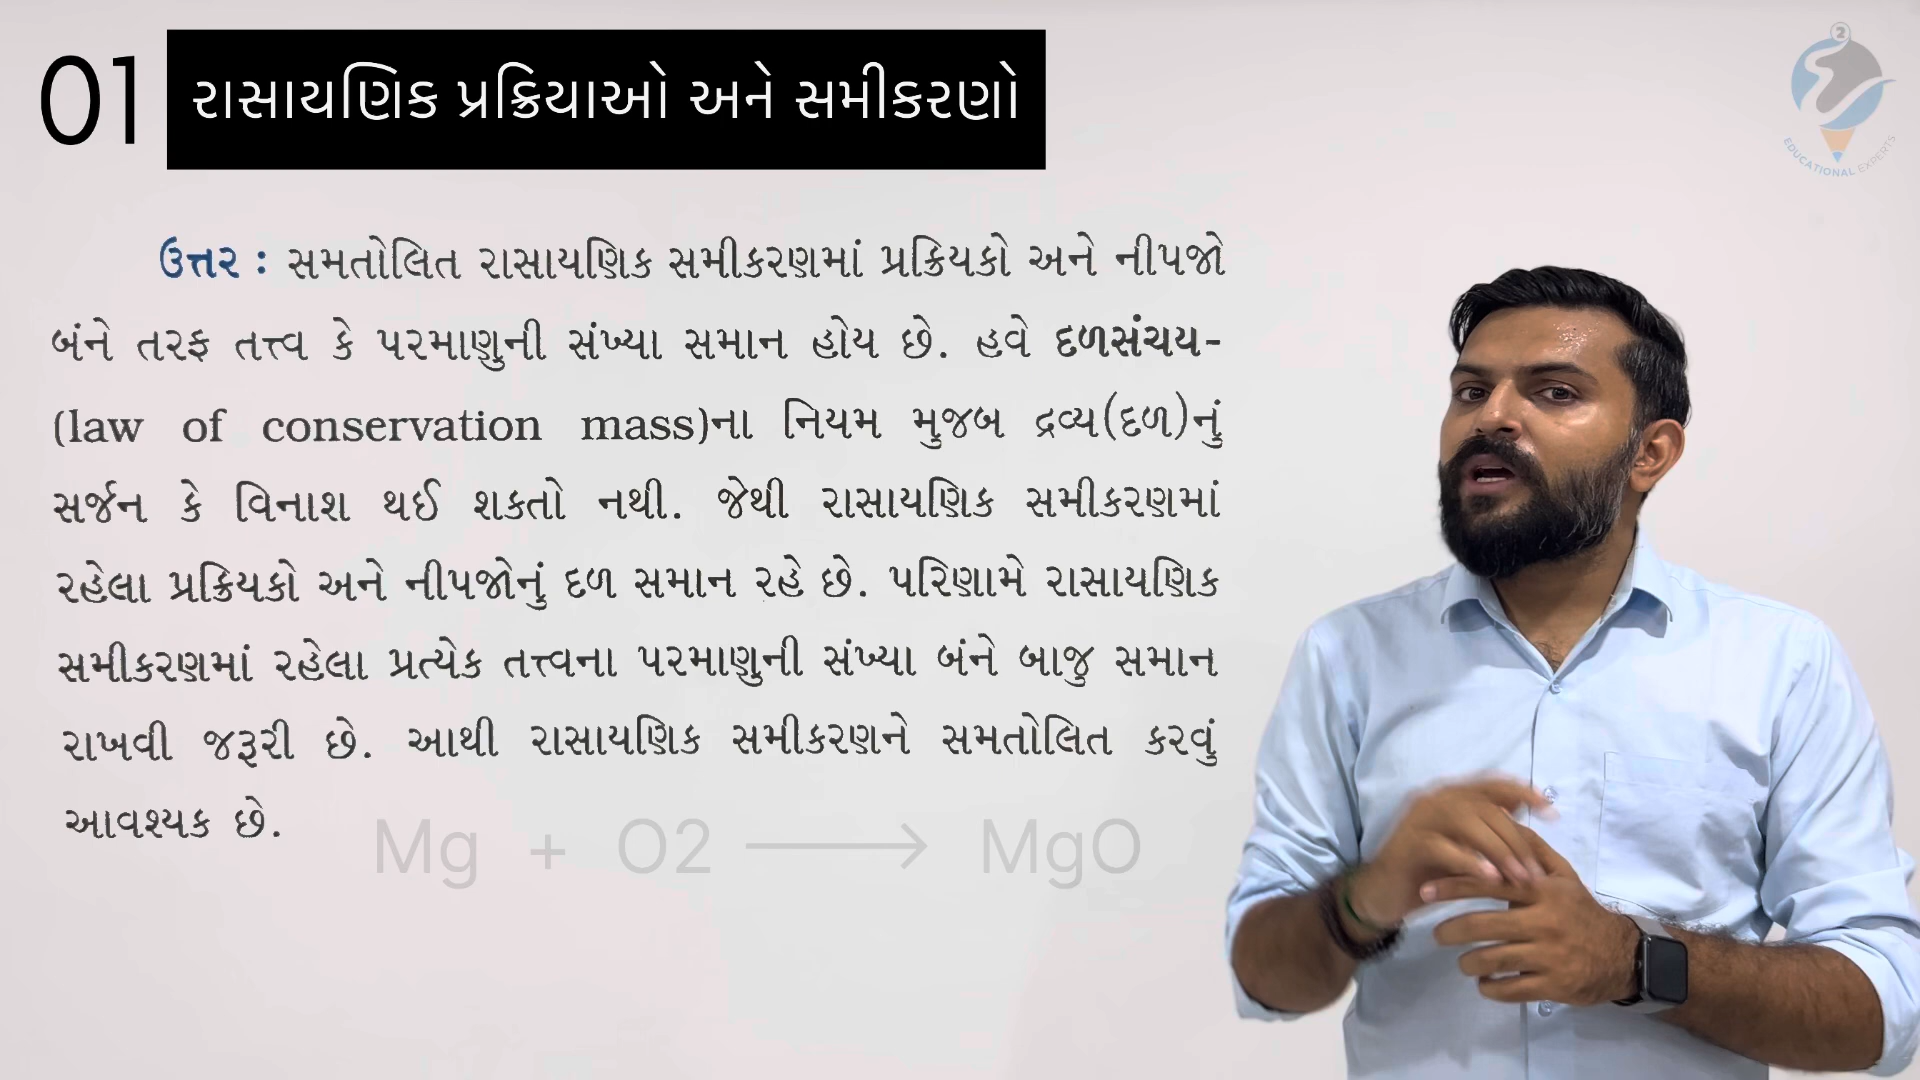 01
રાસાયણિક પ્રક્રિયાઓ અને સમીકરણો
2
EDUCATIONAL EXPERTS
ઉત્તર : સમતોલિત રાસાયણિક સમીકરણમાં પ્રક્રિયકો અને નીપજો
બંને તરફ તત્ત્વ કે પરમાણુની સંખ્યા સમાન હોય છે. હવે દળસંચય-
(law of conservation mass)ના નિયમ મુજબ દ્રવ્ય(દળ)નું
સર્જન કે વિનાશ થઈ શકતો નથી. જેથી રાસાયણિક સમીકરણમાં
રહેલા પ્રક્રિયકો અને નીપજોનું દળ સમાન રહે છે. પરિણામે રાસાયણિક
સમીકરણમાં રહેલા પ્રત્યેક તત્ત્વના પરમાણુની સંખ્યા બંને બાજુ સમાન
રાખવી જરૂરી છે. આથી રાસાયણિક સમીકરણને સમતોલિત કરવું
આવશ્યક છે.
Mg + O2 ⟶ MgO